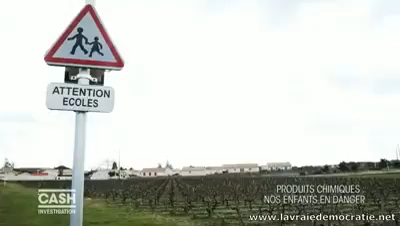 ATTENTION
ECOLES
CASH
INVESTIGATION
PRODUITS CHIMIQUES
NOS ENFANTS EN DANGER
www.lavraiedemocratie.net